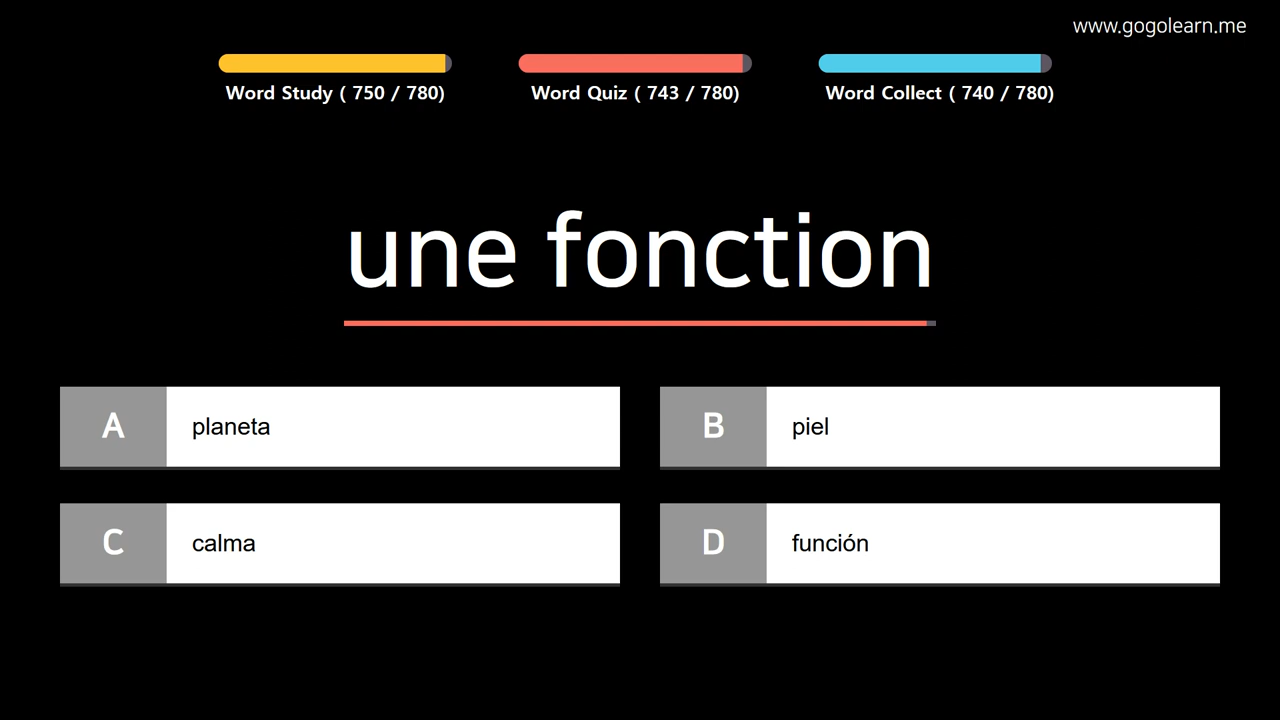 www.gogolearn.me
Word Study ( 750 / 780)
Word Quiz ( 743 / 780)
Word Collect ( 740 / 780)
une fonction
A planeta
B piel
C calma
D función